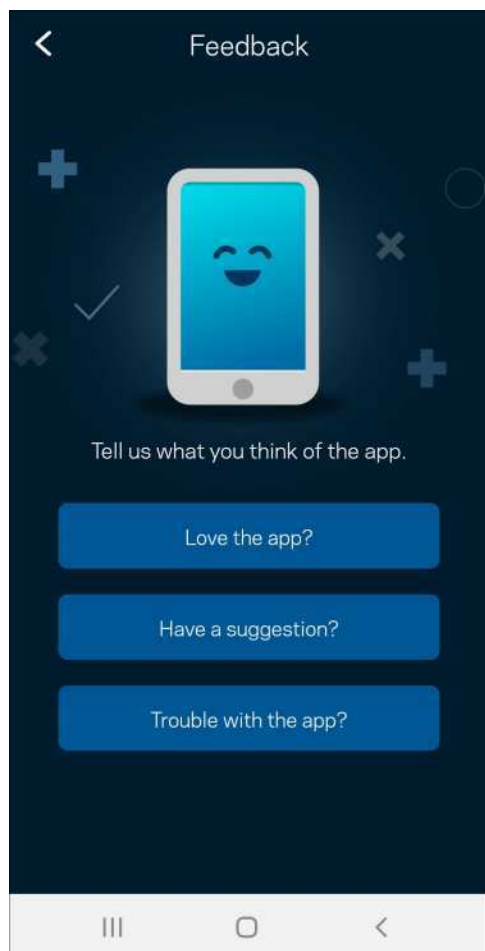 Feedback
Tell us what you think of the app.
Love the app?
Have a suggestion?
Trouble with the app?